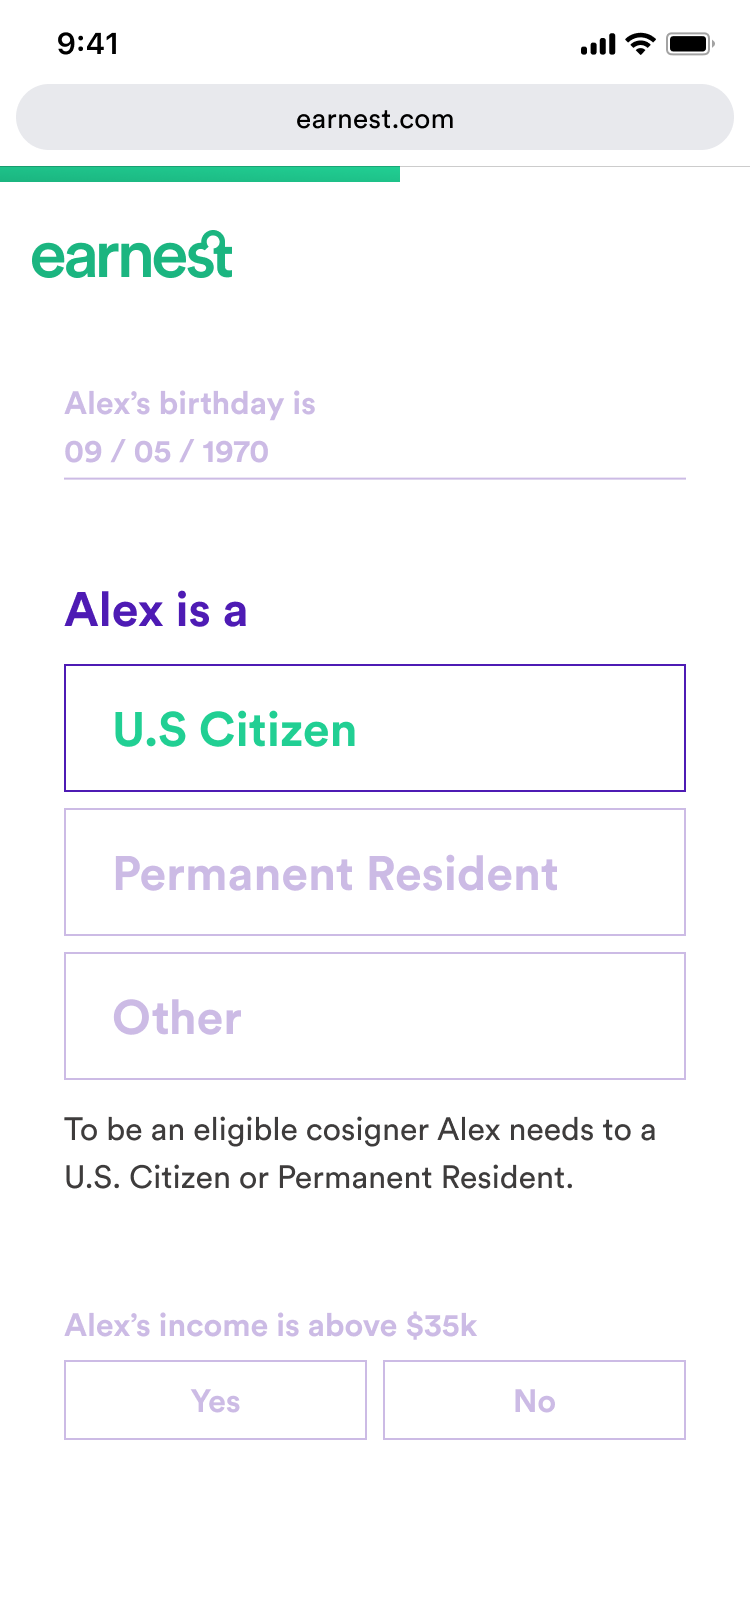 9:41
earnest.com
earnest
Alex’s birthday is
09 / 05 / 1970
Alex is a
U.S Citizen
Permanent Resident
Other
To be an eligible cosigner Alex needs to a
U.S. Citizen or Permanent Resident.
Alex’s income is above $35k
Yes No